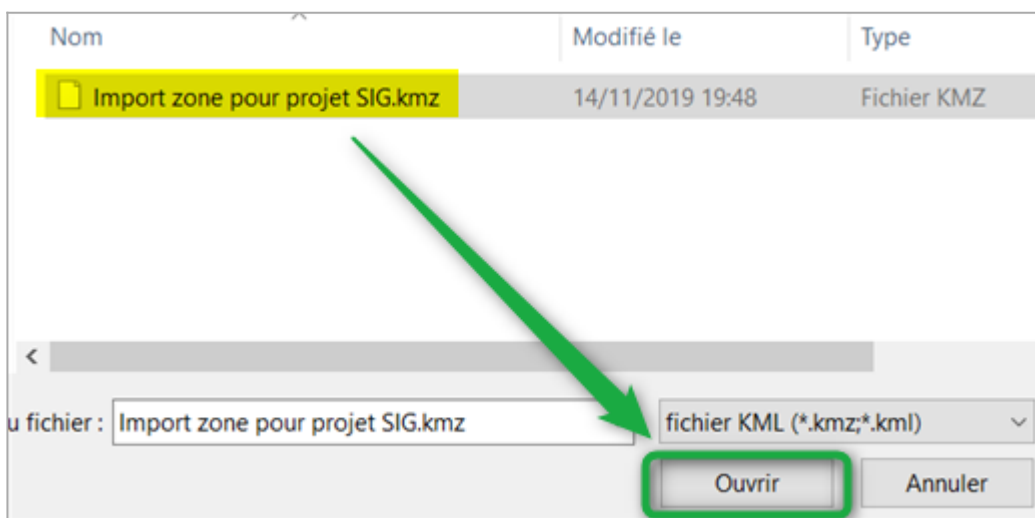 Nom Modifié le Type
Import zone pour projet SIG.kmz 14/11/2019 19:48 Fichier KMZ
u fichier : Import zone pour projet SIG.kmz fichier KML (*.kmz;*.kml)
Ouvrir Annuler